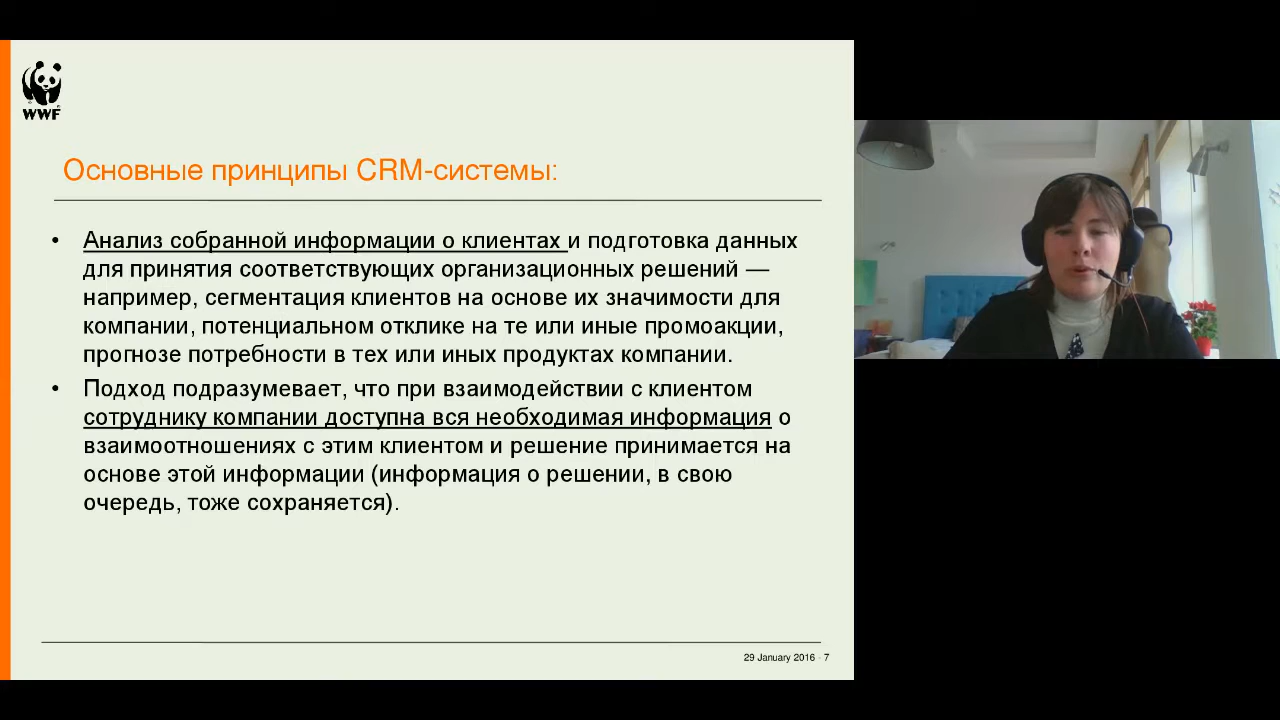 WWF
Основные принципы CRM-системы:
• Анализ собранной информации о клиентах и подготовка данных
для принятия соответствующих организационных решений —
например, сегментация клиентов на основе их значимости для
компании, потенциальном отклике на те или иные промоакции,
прогнозе потребности в тех или иных продуктах компании.
• Подход подразумевает, что при взаимодействии с клиентом
сотруднику компании доступна вся необходимая информация о
взаимоотношениях с этим клиентом и решение принимается на
основе этой информации (информация о решении, в свою
очередь, тоже сохраняется).
29 January 2016 - 7